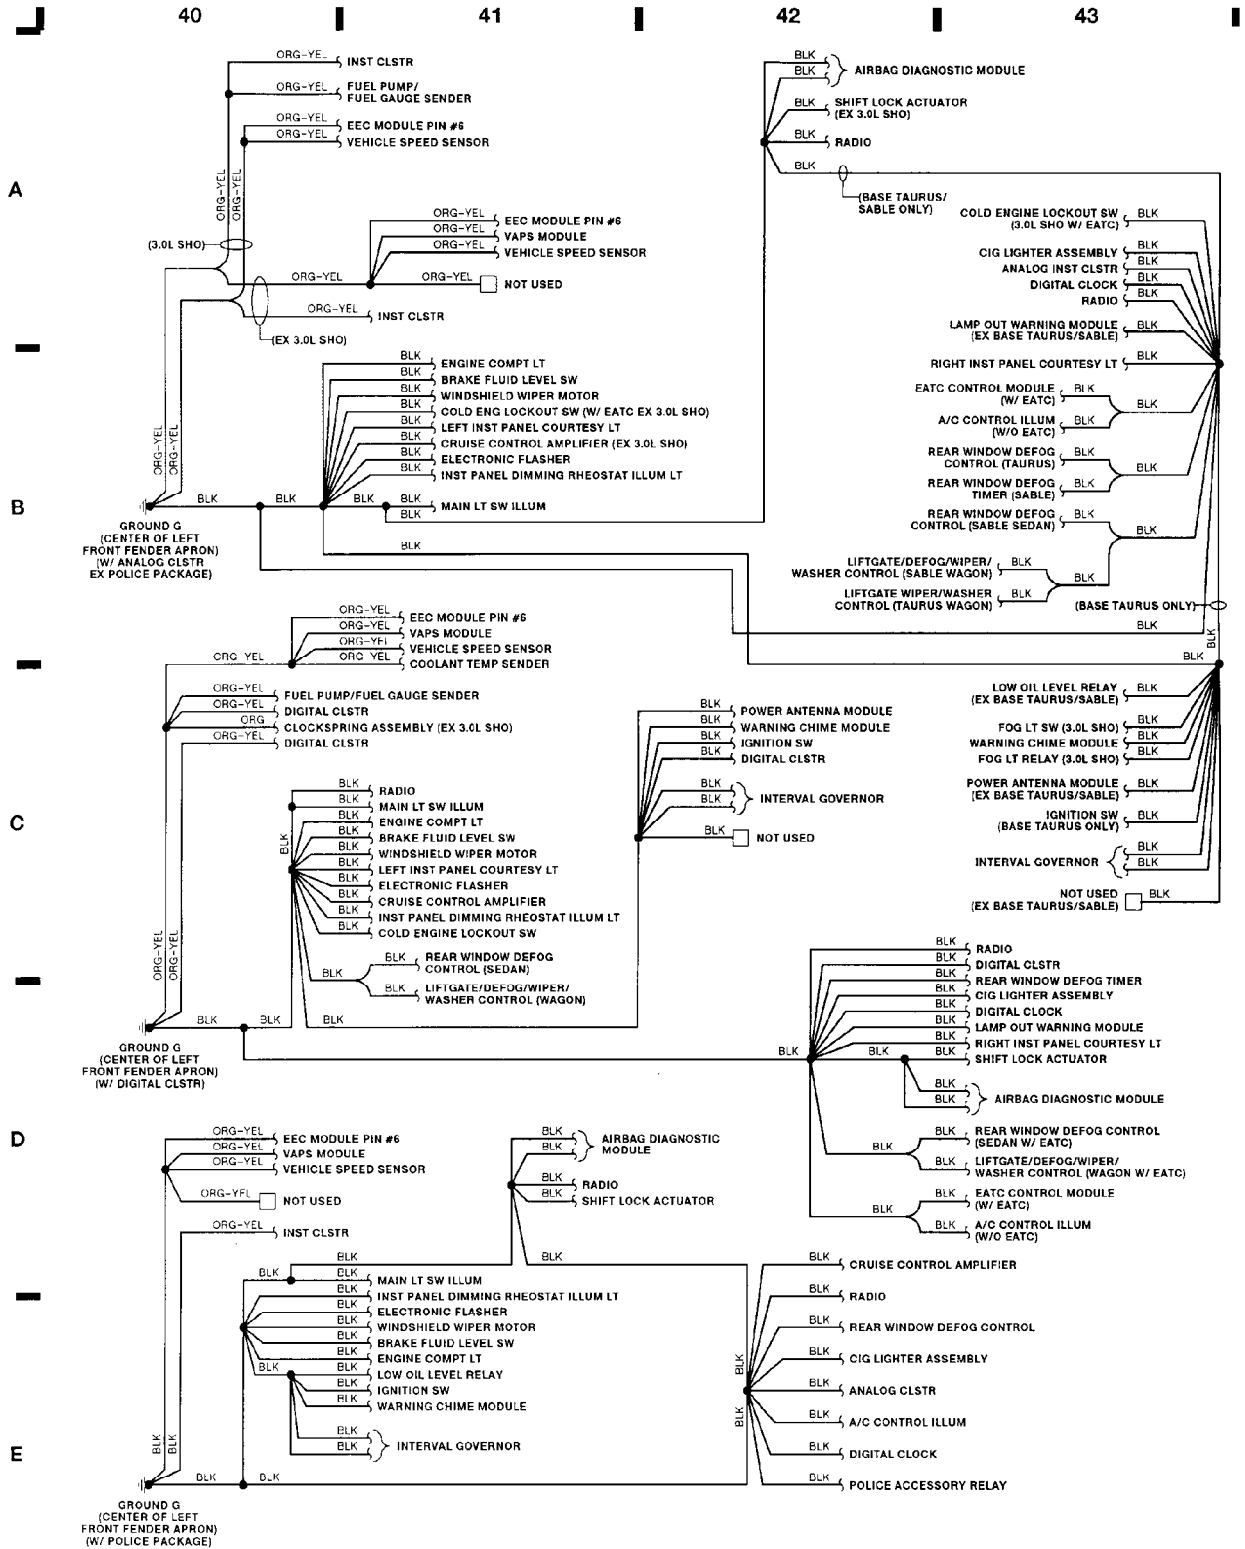 40 41 42 43
A
B
C
D
E
ORG-YEL INST CLSTR
ORG-YEL FUEL PUMP/
FUEL GAUGE SENDER
ORG-YEL EEC MODULE PIN #6
ORG-YEL VEHICLE SPEED SENSOR
ORG-YEL
ORG-YEL
(3.0L SHO)
ORG-YEL EEC MODULE PIN #6
ORG-YEL VAPS MODULE
ORG-YEL VEHICLE SPEED SENSOR
ORG-YEL ORG-YEL NOT USED
ORG-YEL INST CLSTR
(EX 3.0L SHO)
BLK ENGINE COMPT LT
BLK BRAKE FLUID LEVEL SW
BLK WINDSHIELD WIPER MOTOR
BLK COLD ENG LOCKOUT SW (W/ EATC EX 3.0L SHO)
BLK LEFT INST PANEL COURTESY LT
BLK CRUISE CONTROL AMPLIFIER (EX 3.0L SHO)
BLK ELECTRONIC FLASHER
BLK INST PANEL DIMMING RHEOSTAT ILLUM LT
ORG-YEL
ORG-YEL
BLK BLK BLK MAIN LT SW ILLUM
BLK
BLK
GROUND G
(CENTER OF LEFT
FRONT FENDER APRON)
(W/ ANALOG CLSTR
EX POLICE PACKAGE)
BLK
BLK AIRBAG DIAGNOSTIC MODULE
BLK SHIFT LOCK ACTUATOR
(EX 3.0L SHO)
BLK RADIO
BLK
(BASE TAURUS/
SABLE ONLY)
COLD ENGINE LOCKOUT SW BLK
(3.0L SHO W/ EATC)
CIG LIGHTER ASSEMBLY BLK
ANALOG INST CLSTR BLK
DIGITAL CLOCK BLK
RADIO BLK
LAMP OUT WARNING MODULE BLK
(EX BASE TAURUS/SABLE)
RIGHT INST PANEL COURTESY LT BLK
EATC CONTROL MODULE BLK
(W/ EATC)
BLK
A/C CONTROL ILLUM BLK
(W/O EATC)
REAR WINDOW DEFOG BLK
CONTROL (TAURUS)
BLK
REAR WINDOW DEFOG BLK
TIMER (SABLE)
REAR WINDOW DEFOG BLK
CONTROL (SABLE SEDAN)
BLK
LIFTGATE/DEFOG/WIPER/ BLK
WASHER CONTROL (SABLE WAGON)
BLK
LIFTGATE WIPER/WASHER BLK
CONTROL (TAURUS WAGON)
(BASE TAURUS ONLY)
BLK
BLK
BLK
LOW OIL LEVEL RELAY BLK
(EX BASE TAURUS/SABLE)
FOG LT SW (3.0L SHO) BLK
WARNING CHIME MODULE BLK
FOG LT RELAY (3.0L SHO) BLK
POWER ANTENNA MODULE BLK
(EX BASE TAURUS/SABLE)
IGNITION SW BLK
(BASE TAURUS ONLY)
INTERVAL GOVERNOR BLK
BLK
NOT USED BLK
(EX BASE TAURUS/SABLE)
ORG-YEL EEC MODULE PIN #6
ORG-YEL VAPS MODULE
ORG-YEL VEHICLE SPEED SENSOR
ORG-YEL ORG-YEL COOLANT TEMP SENDER
ORG-YEL FUEL PUMP/FUEL GAUGE SENDER
ORG-YEL DIGITAL CLSTR
ORG CLOCKSPRING ASSEMBLY (EX 3.0L SHO)
ORG-YEL DIGITAL CLSTR
BLK RADIO
BLK MAIN LT SW ILLUM
BLK ENGINE COMPT LT
BLK
BLK BRAKE FLUID LEVEL SW
BLK WINDSHIELD WIPER MOTOR
BLK LEFT INST PANEL COURTESY LT
BLK ELECTRONIC FLASHER
BLK CRUISE CONTROL AMPLIFIER
BLK INST PANEL DIMMING RHEOSTAT ILLUM LT
BLK COLD ENGINE LOCKOUT SW
BLK REAR WINDOW DEFOG
CONTROL (SEDAN)
BLK
BLK LIFTGATE/DEFOG/WIPER/
WASHER CONTROL (WAGON)
ORG-YEL
ORG-YEL
BLK BLK BLK
GROUND G
(CENTER OF LEFT
FRONT FENDER APRON)
(W/ DIGITAL CLSTR)
BLK POWER ANTENNA MODULE
BLK WARNING CHIME MODULE
BLK IGNITION SW
BLK DIGITAL CLSTR
BLK
BLK INTERVAL GOVERNOR
BLK NOT USED
BLK RADIO
BLK DIGITAL CLSTR
BLK REAR WINDOW DEFOG TIMER
BLK CIG LIGHTER ASSEMBLY
BLK DIGITAL CLOCK
BLK LAMP OUT WARNING MODULE
BLK RIGHT INST PANEL COURTESY LT
BLK BLK BLK SHIFT LOCK ACTUATOR
BLK
BLK AIRBAG DIAGNOSTIC MODULE
BLK REAR WINDOW DEFOG CONTROL
(SEDAN W/ EATC)
BLK
BLK LIFTGATE/DEFOG/WIPER/
WASHER CONTROL (WAGON W/ EATC)
BLK EATC CONTROL MODULE
(W/ EATC)
BLK
BLK A/C CONTROL ILLUM
(W/O EATC)
ORG-YEL EEC MODULE PIN #6
ORG-YEL VAPS MODULE
ORG-YEL VEHICLE SPEED SENSOR
ORG-YEL NOT USED
ORG-YEL INST CLSTR
BLK AIRBAG DIAGNOSTIC
BLK MODULE
BLK RADIO
BLK SHIFT LOCK ACTUATOR
BLK BLK
BLK BLK MAIN LT SW ILLUM
BLK INST PANEL DIMMING RHEOSTAT ILLUM LT
BLK ELECTRONIC FLASHER
BLK WINDSHIELD WIPER MOTOR
BLK BRAKE FLUID LEVEL SW
BLK ENGINE COMPT LT
BLK BLK LOW OIL LEVEL RELAY
BLK IGNITION SW
BLK WARNING CHIME MODULE
BLK
BLK INTERVAL GOVERNOR
BLK
BLK
BLK BLK
GROUND G
(CENTER OF LEFT
FRONT FENDER APRON)
(W/ POLICE PACKAGE)
BLK CRUISE CONTROL AMPLIFIER
BLK RADIO
BLK REAR WINDOW DEFOG CONTROL
BLK
BLK CIG LIGHTER ASSEMBLY
BLK ANALOG CLSTR
BLK
BLK A/C CONTROL ILLUM
BLK DIGITAL CLOCK
BLK POLICE ACCESSORY RELAY